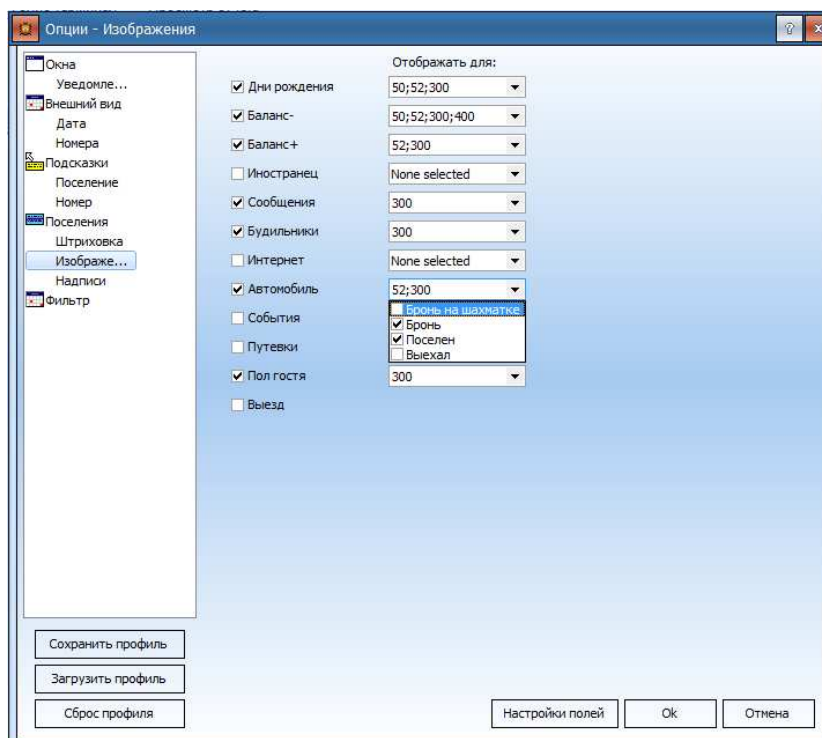 Опции - Изображения
?
x
Окна
Уведомле...
Внешний вид
Дата
Номера
Подсказки
Поселение
Номер
Поселения
Штриховка
Изображе...
Надписи
Фильтр
Отображать для:
Дни рождения 50;52;300
Баланс- 50;52;300;400
Баланс+ 52;300
Иностранец None selected
Сообщения 300
Будильники 300
Интернет None selected
Автомобиль 52;300
События
Бронь на шахматке
Бронь
Поселен
Выехал
Путевки
Пол гостя 300
Выезд
Сохранить профиль
Загрузить профиль
Сброс профиля
Настройки полей
Ok
Отмена